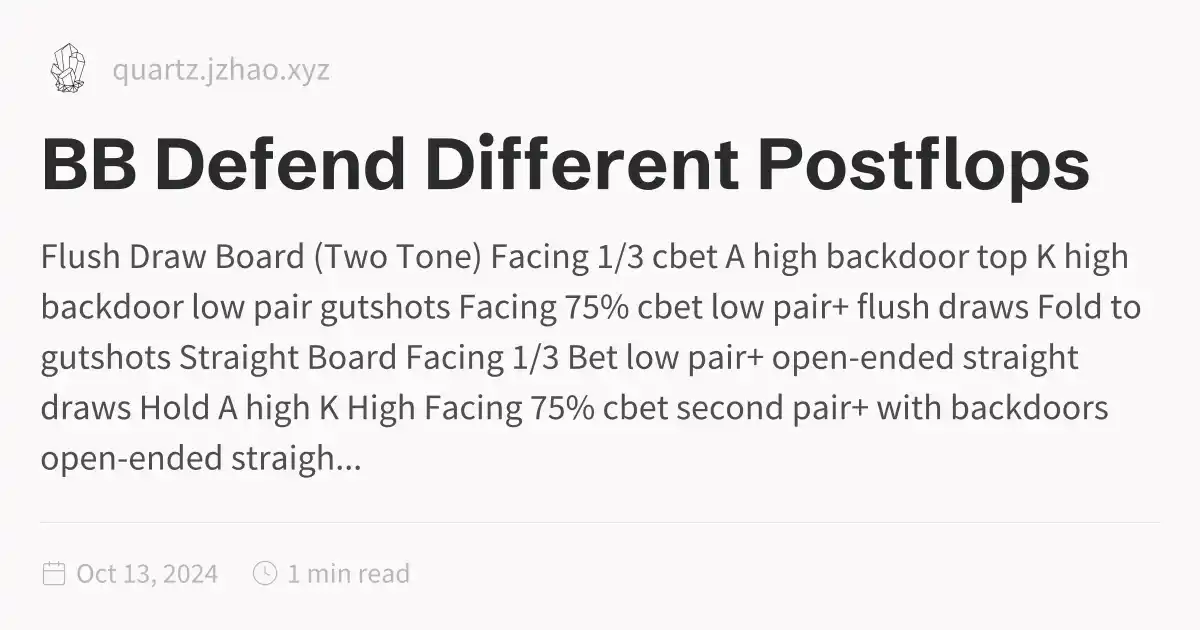 quartz.jzhao.xyz
BB Defend Different Postflops
Flush Draw Board (Two Tone) Facing 1/3 cbet A high backdoor top K high
backdoor low pair gutshots Facing 75% cbet low pair+ flush draws Fold to
gutshots Straight Board Facing 1/3 Bet low pair+ open-ended straight
draws Hold A high K High Facing 75% cbet second pair+ with backdoors
open-ended straigh...
Oct 13, 2024 1 min read